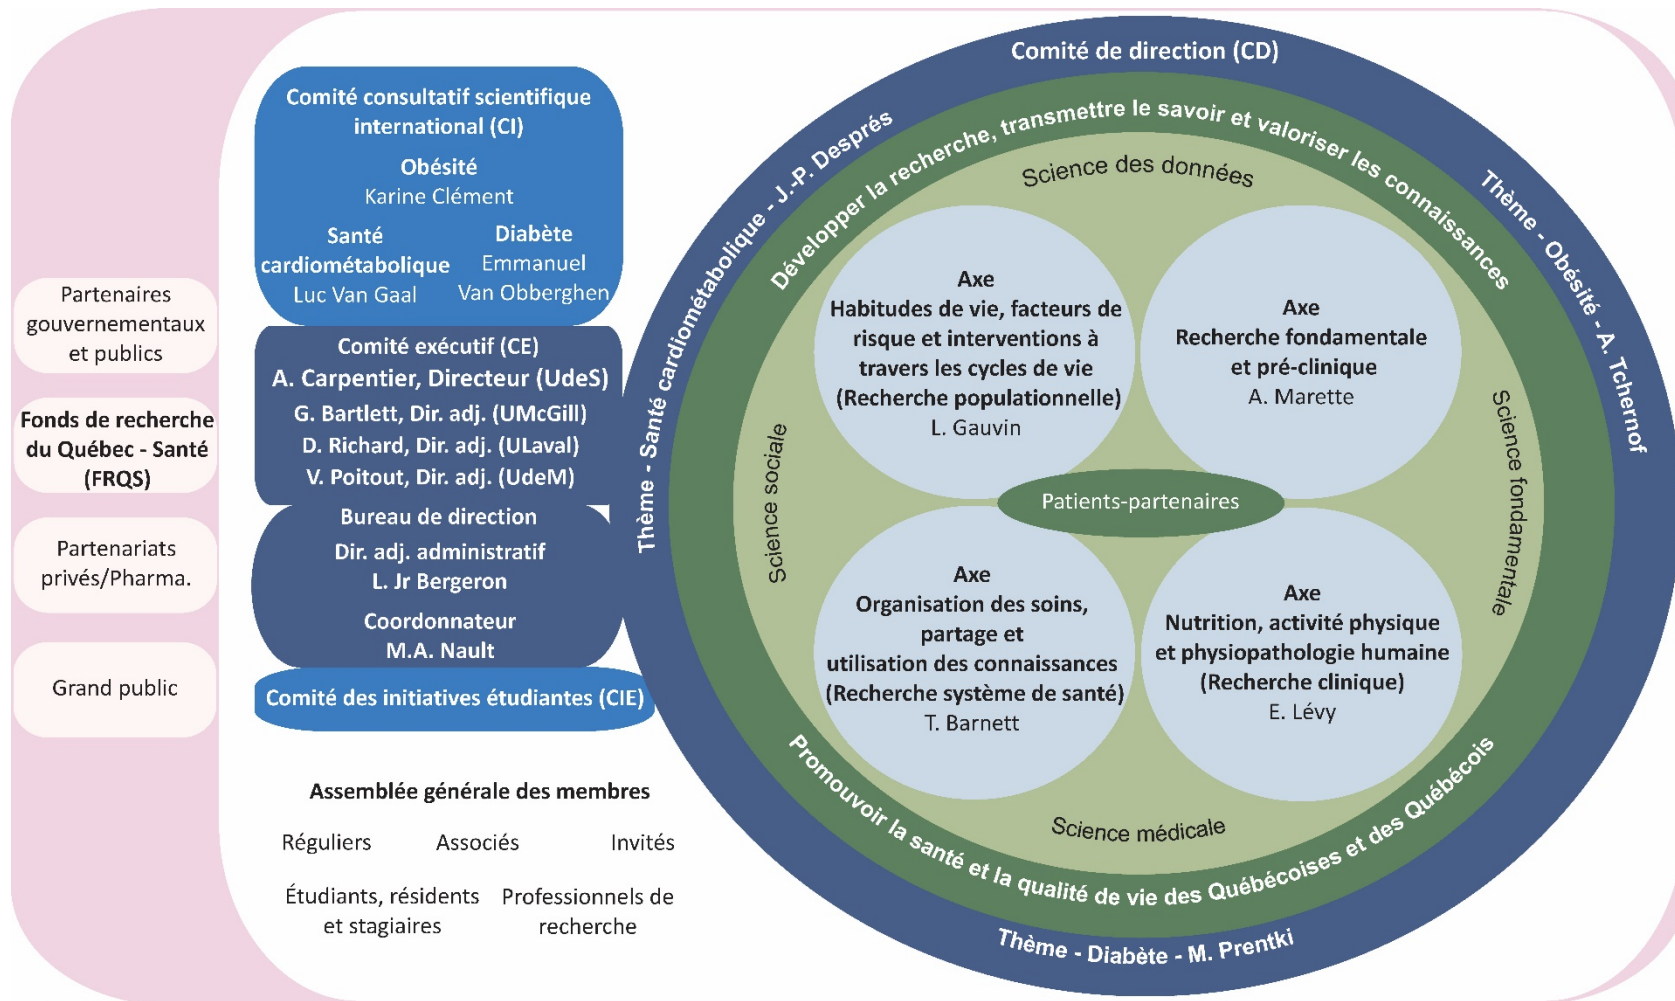 Partenaires
gouvernementaux
et publics
Fonds de recherche
du Québec - Santé
(FRQS)
Partenariats
privés/Pharma.
Grand public
Comité consultatif scientifique
international (CI)
Obésité
Karine Clément
Santé
cardiométabolique
Luc Van Gaal
Diabète
Emmanuel
Van Obberghen
Comité exécutif (CE)
A. Carpentier, Directeur (UdeS)
G. Bartlett, Dir. adj. (UMcGill)
D. Richard, Dir. adj. (ULaval)
V. Poitout, Dir. adj. (UdeM)
Bureau de direction
Dir. adj. administratif
L. Jr Bergeron
Coordonnateur
M.A. Nault
Comité des initiatives étudiantes (CIE)
Assemblée générale des membres
Réguliers
Associés
Invités
Étudiants, résidents
et stagiaires
Professionnels de
recherche
Comité de direction (CD)
Thème - Santé cardiométabolique - J.-P. Després
Thème - Obésité - A. Tchernof
Thème - Diabète - M. Prentki
Développer la recherche, transmettre le savoir et valoriser les connaissances
Promouvoir la santé et la qualité de vie des Québécoises et des Québécois
Science des données
Science sociale
Science fondamentale
Science médicale
Axe
Habitudes de vie, facteurs de
risque et interventions à
travers les cycles de vie
(Recherche populationnelle)
L. Gauvin
Axe
Recherche fondamentale
et pré-clinique
A. Marette
Patients-partenaires
Axe
Organisation des soins,
partage et
utilisation des connaissances
(Recherche système de santé)
T. Barnett
Axe
Nutrition, activité physique
et physiopathologie humaine
(Recherche clinique)
E. Lévy